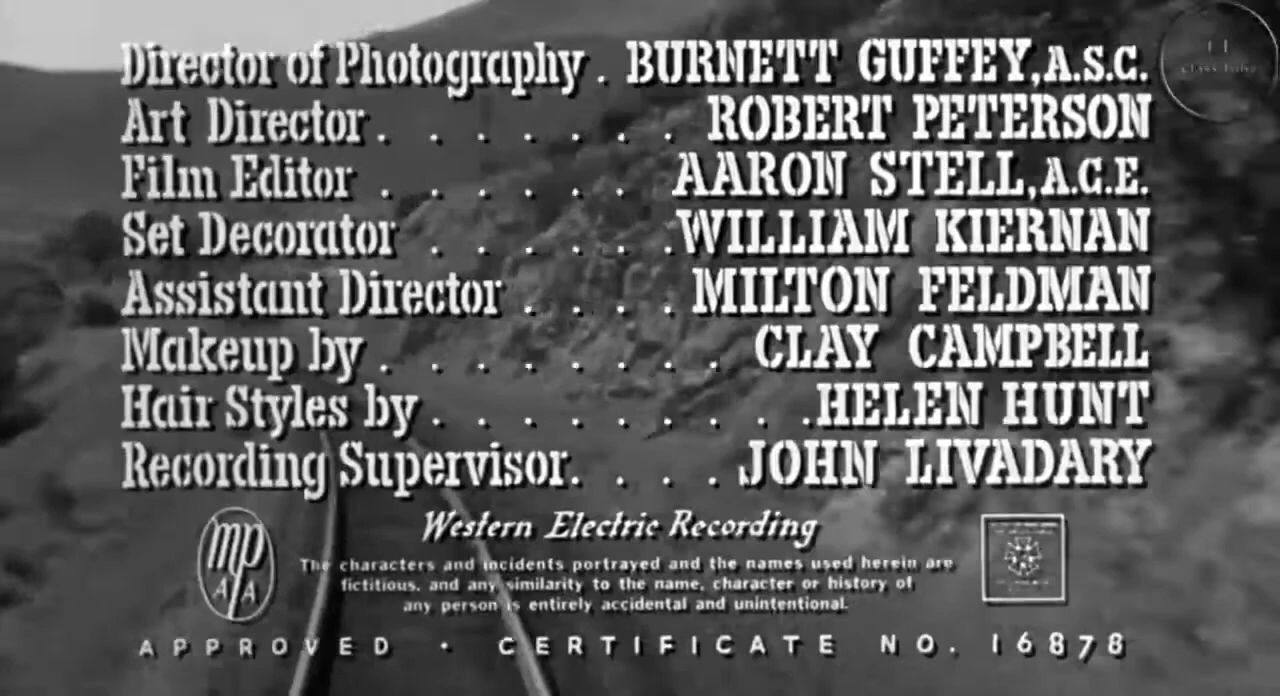 Director of Photography . BURNETT GUFFEY, A.S.C.
Art Director . . . . . . . ROBERT PETERSON
Film Editor . . . . . . AARON STELL, A.C.E.
Set Decorator . . . . . . WILLIAM KIERNAN
Assistant Director . . . . MILTON FELDMAN
Makeup by . . . . . . . . CLAY CAMPBELL
Hair Styles by . . . . . . . . . HELEN HUNT
Recording Supervisor. . . . JOHN LIVADARY
Western Electric Recording
MPAA
The characters and incidents portrayed and the names used herein are
fictitious, and any similarity to the name, character or history of
any person is entirely accidental and unintentional.
APPROVED • CERTIFICATE NO. 16878